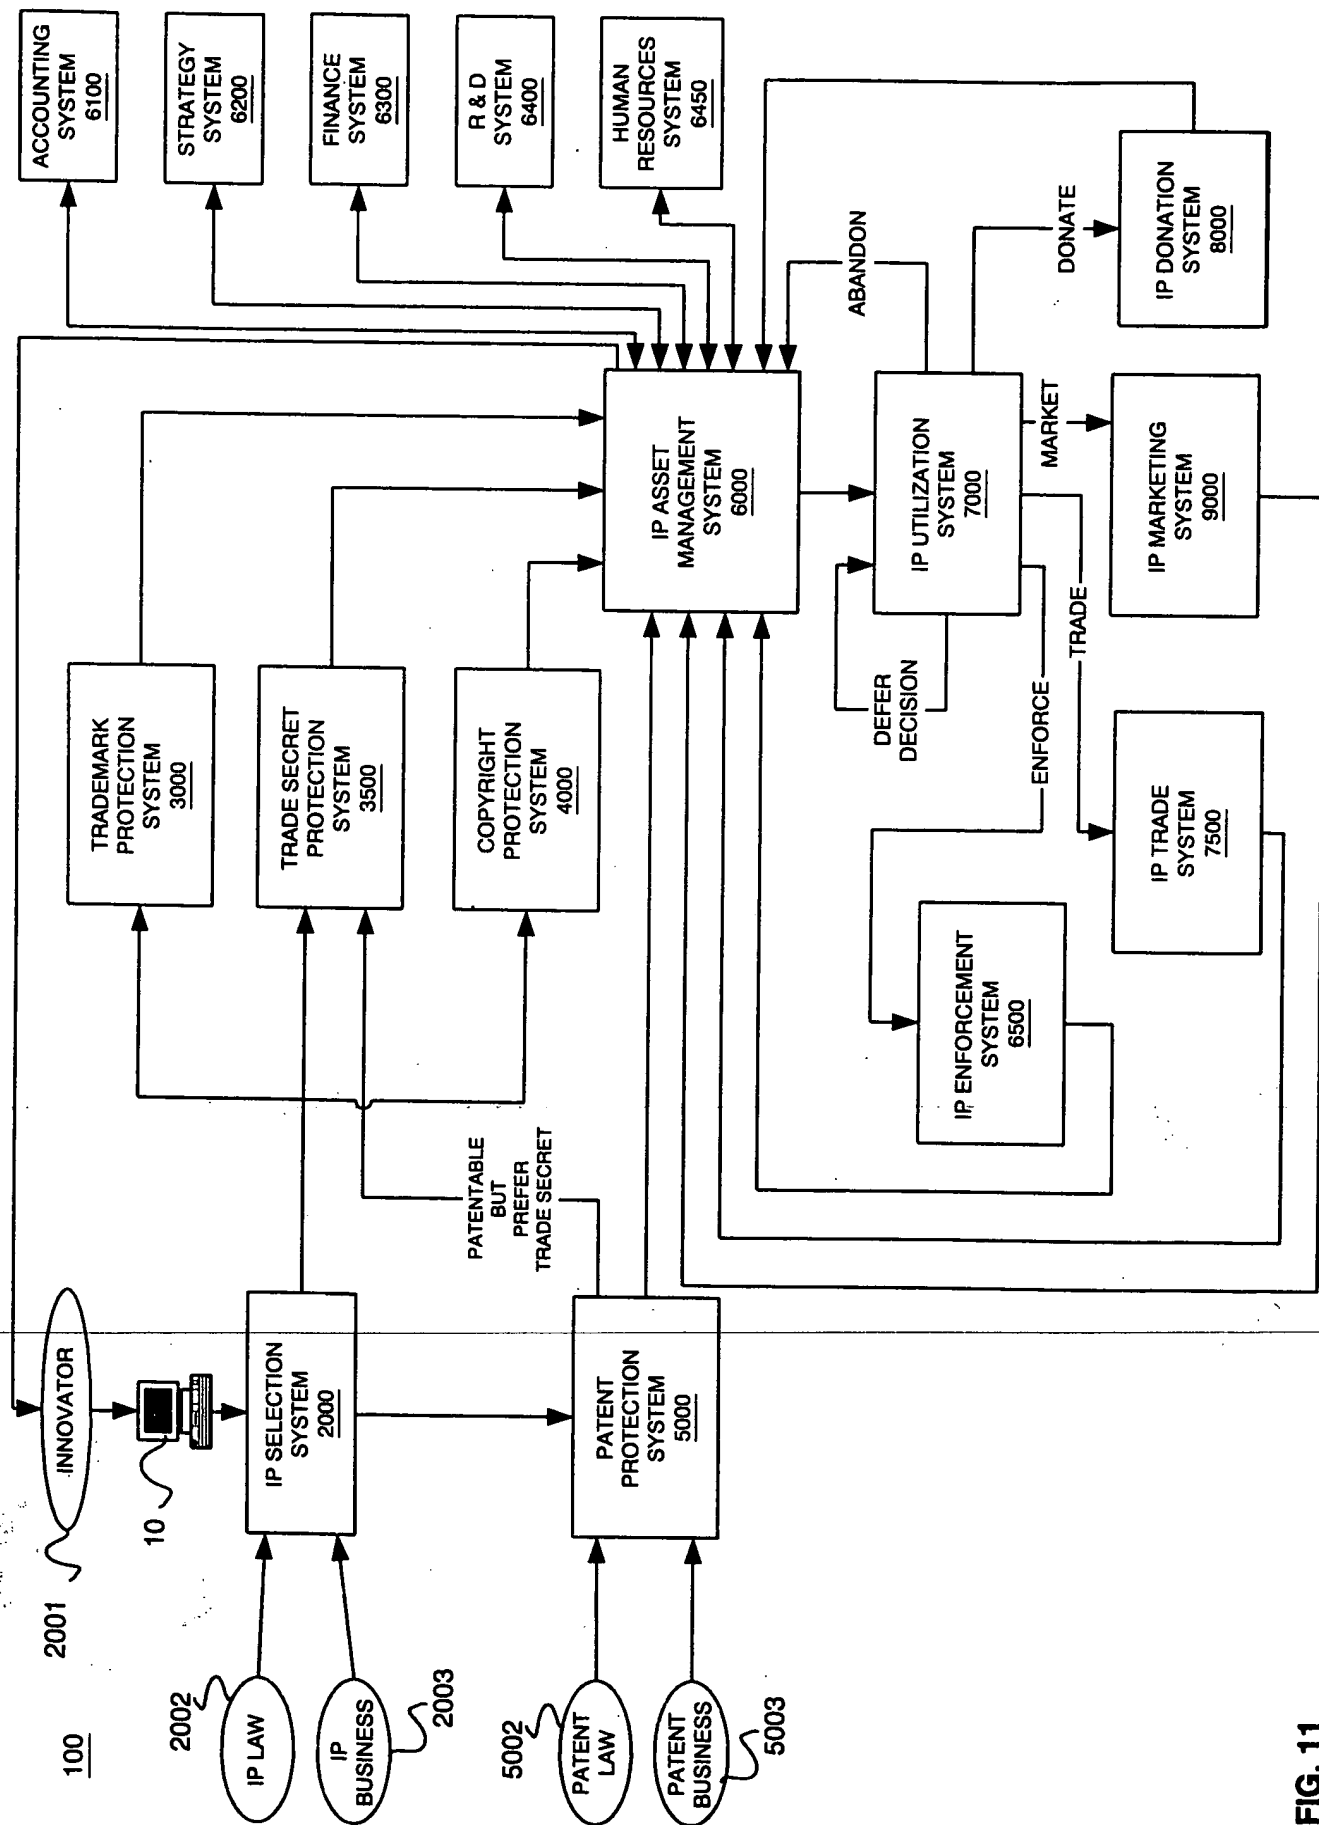 100
2001
INNOVATOR
10
2002
IP LAW
IP
BUSINESS
2003
IP SELECTION
SYSTEM
2000
5002
PATENT
LAW
PATENT
BUSINESS
5003
PATENT
PROTECTION
SYSTEM
5000
PATENTABLE
BUT
PREFER
TRADE SECRET
TRADEMARK
PROTECTION
SYSTEM
3000
TRADE SECRET
PROTECTION
SYSTEM
3500
COPYRIGHT
PROTECTION
SYSTEM
4000
IP ASSET
MANAGEMENT
SYSTEM
6000
ACCOUNTING
SYSTEM
6100
STRATEGY
SYSTEM
6200
FINANCE
SYSTEM
6300
R & D
SYSTEM
6400
HUMAN
RESOURCES
SYSTEM
6450
ABANDON
DEFER
DECISION
IP UTILIZATION
SYSTEM
7000
ENFORCE
TRADE
MARKET
DONATE
IP ENFORCEMENT
SYSTEM
6500
IP TRADE
SYSTEM
7500
IP MARKETING
SYSTEM
9000
IP DONATION
SYSTEM
8000
FIG. 11